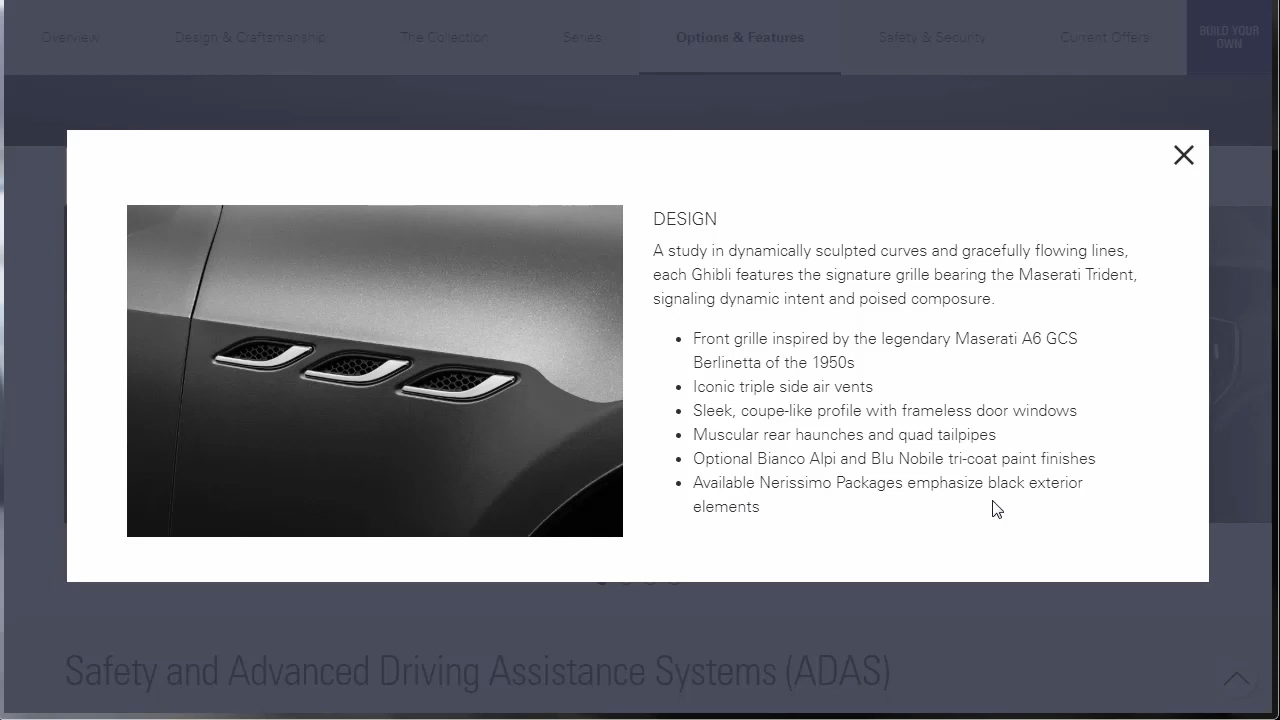 Overview
Design & Craftsmanship
The Collection
Series
Options & Features
Safety & Security
Current Offers
BUILD YOUR
OWN
DESIGN
A study in dynamically sculpted curves and gracefully flowing lines,
each Ghibli features the signature grille bearing the Maserati Trident,
signaling dynamic intent and poised composure.
• Front grille inspired by the legendary Maserati A6 GCS
Berlinetta of the 1950s
• Iconic triple side air vents
• Sleek, coupe-like profile with frameless door windows
• Muscular rear haunches and quad tailpipes
• Optional Bianco Alpi and Blu Nobile tri-coat paint finishes
• Available Nerissimo Packages emphasize black exterior
elements
Safety and Advanced Driving Assistance Systems (ADAS)